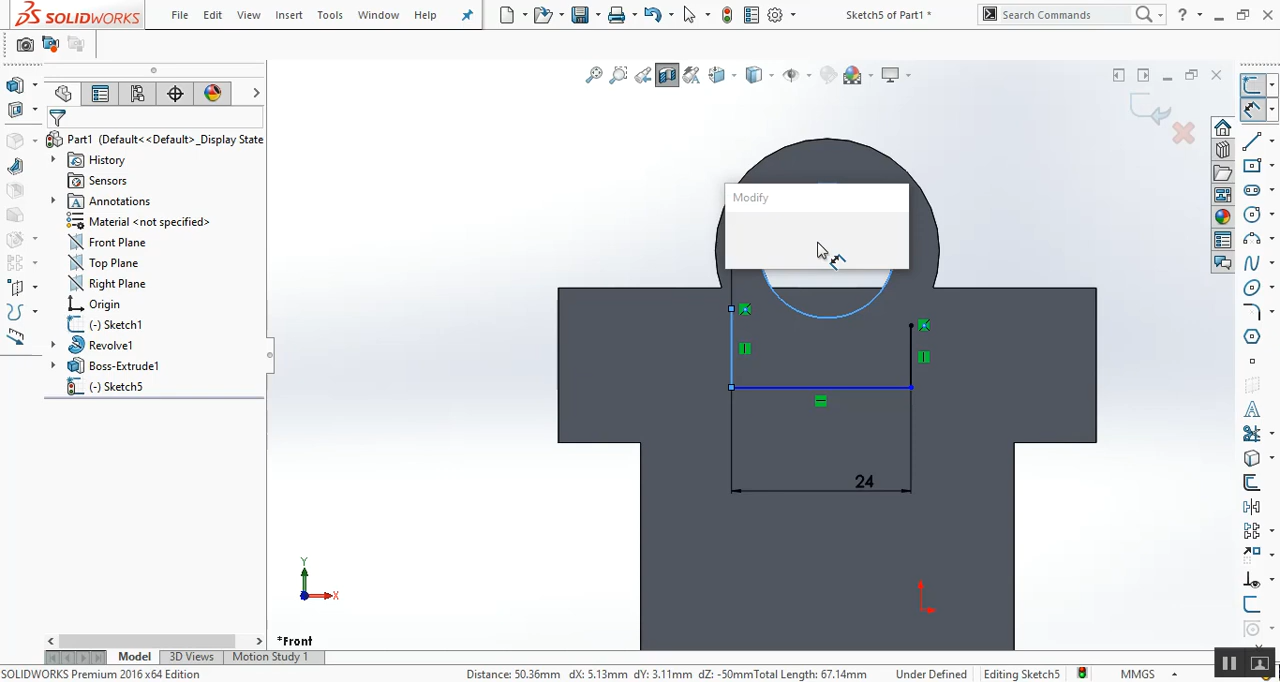 SOLIDWORKS
File Edit View Insert Tools Window Help
Sketch5 of Part1 *
Search Commands
?
Part1 (Default<<Default>_Display State
History
Sensors
A Annotations
Material <not specified>
Front Plane
Top Plane
Right Plane
Origin
(-) Sketch1
Revolve1
Boss-Extrude1
(-) Sketch5
Modify
24
Y
X
*Front
Model 3D Views Motion Study 1
SOLIDWORKS Premium 2016 x64 Edition
Distance: 50.36mm dX: 5.13mm dY: 3.11mm dZ: -50mmTotal Length: 67.14mm
Under Defined
Editing Sketch5
MMGS